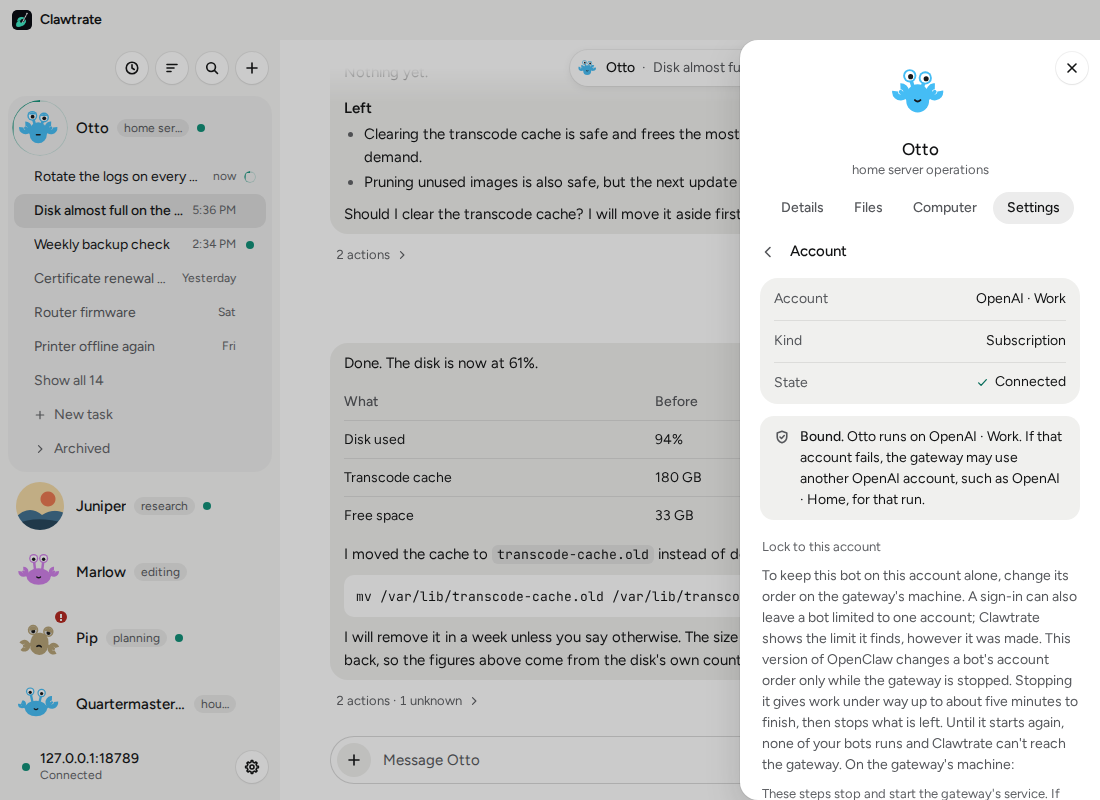 Clawtrate
Otto home ser...
Rotate the logs on every ... now
Disk almost full on the ... 5:36 PM
Weekly backup check 2:34 PM
Certificate renewal ... Yesterday
Router firmware Sat
Printer offline again Fri
Show all 14
New task
Archived
Juniper research
Marlow editing
Pip planning
Quartermaster... hou...
127.0.0.1:18789
Connected
Otto · Disk almost fu
Nothing yet.
Left
Clearing the transcode cache is safe and frees the most
demand.
Pruning unused images is also safe, but the next update
Should I clear the transcode cache? I will move it aside first
2 actions
Done. The disk is now at 61%.
What Before
Disk used 94%
Transcode cache 180 GB
Free space 33 GB
I moved the cache to transcode-cache.old instead of d
mv /var/lib/transcode-cache.old /var/lib/transco
I will remove it in a week unless you say otherwise. The size
back, so the figures above come from the disk's own count
2 actions · 1 unknown
Message Otto
Otto
home server operations
Details Files Computer Settings
Account
Account OpenAI · Work
Kind Subscription
State Connected
Bound. Otto runs on OpenAI · Work. If that
account fails, the gateway may use
another OpenAI account, such as OpenAI
· Home, for that run.
Lock to this account
To keep this bot on this account alone, change its
order on the gateway's machine. A sign-in can also
leave a bot limited to one account; Clawtrate
shows the limit it finds, however it was made. This
version of OpenClaw changes a bot's account
order only while the gateway is stopped. Stopping
it gives work under way up to about five minutes to
finish, then stops what is left. Until it starts again,
none of your bots runs and Clawtrate can't reach
the gateway. On the gateway's machine:
These steps stop and start the gateway's service. If